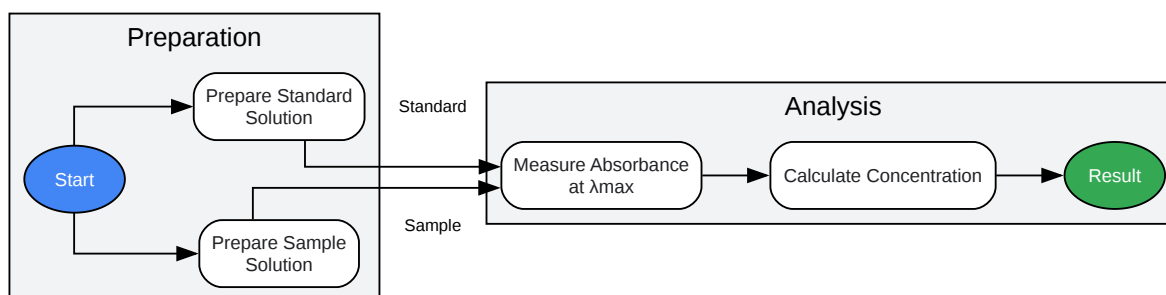 Preparation
Prepare Standard
Solution
Start
Prepare Sample
Solution
Standard
Sample
Analysis
Measure Absorbance
at λmax
Calculate Concentration
Result